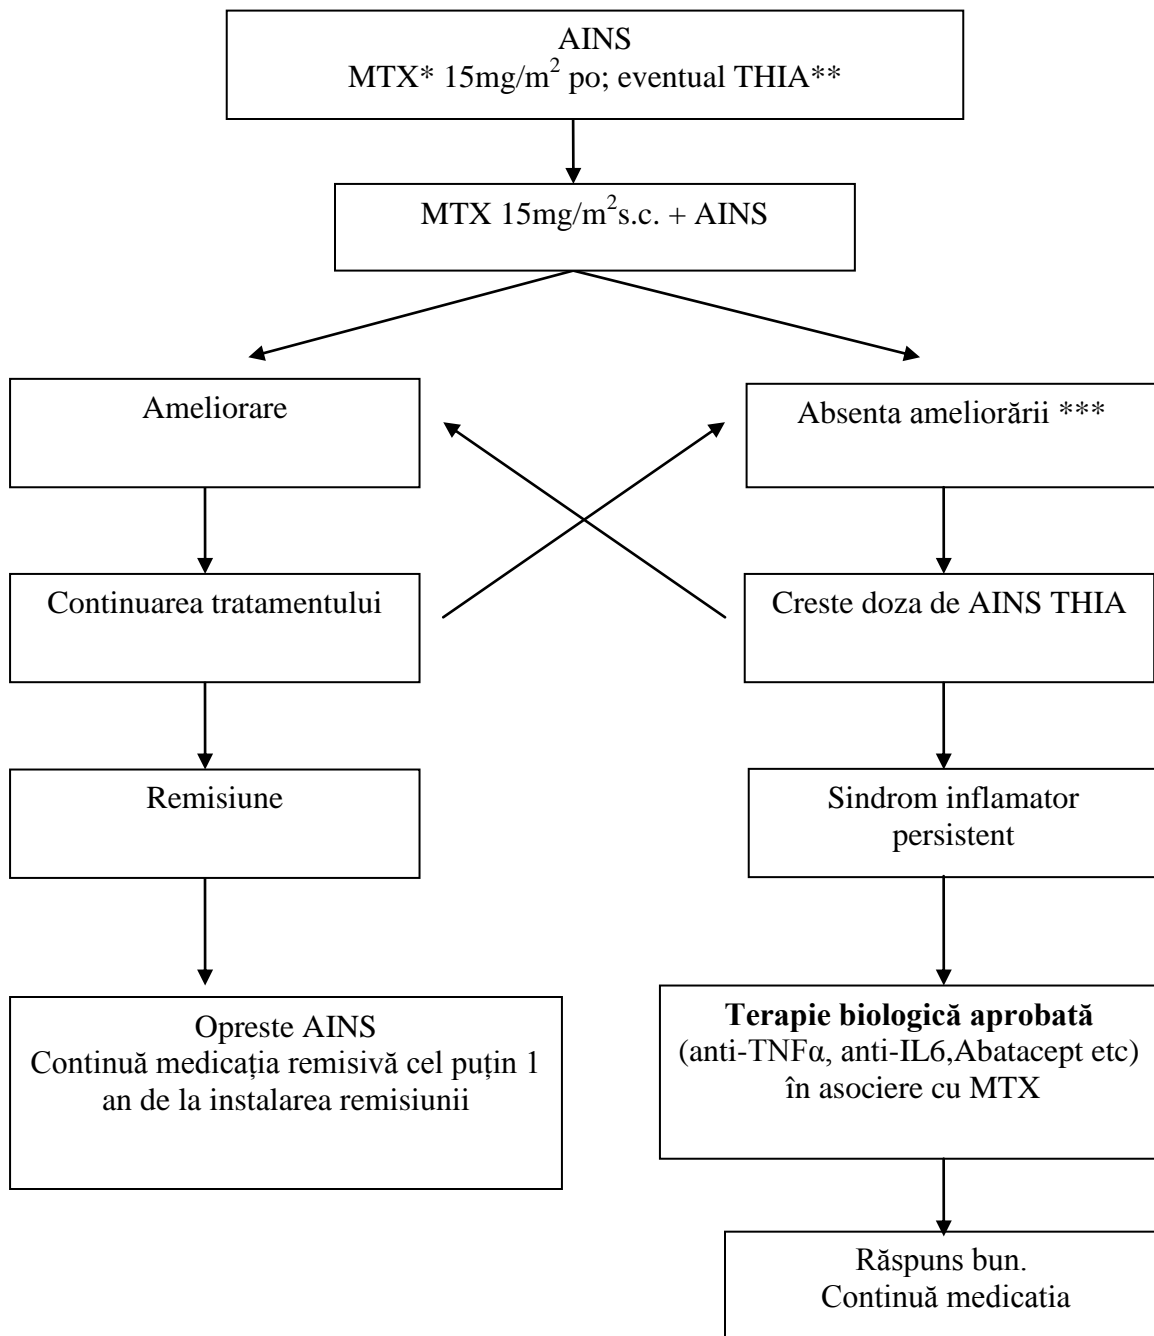 AINS
MTX* 15mg/m² po; eventual THIA**
MTX 15mg/m²s.c. + AINS
Ameliorare
Absenta ameliorării ***
Continuarea tratamentului
Creste doza de AINS THIA
Remisiune
Sindrom inflamator
persistent
Opreste AINS
Continuă medicația remisivă cel puțin 1
an de la instalarea remisiunii
Terapie biologică aprobată
(anti-TNFα, anti-IL6,Abatacept etc)
în asociere cu MTX
Răspuns bun.
Continuă medicatia